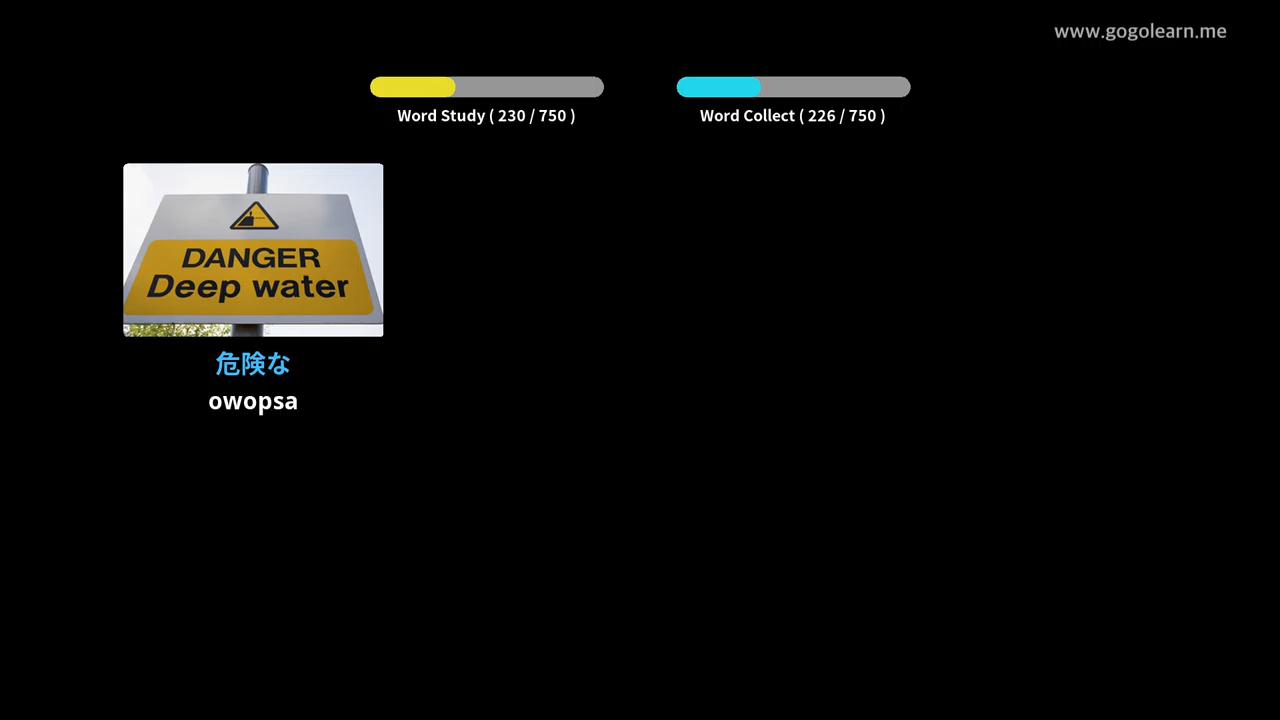 www.gogolearn.me
Word Study ( 230 / 750 )
Word Collect ( 226 / 750 )
DANGER
Deep water
危険な
owopsa